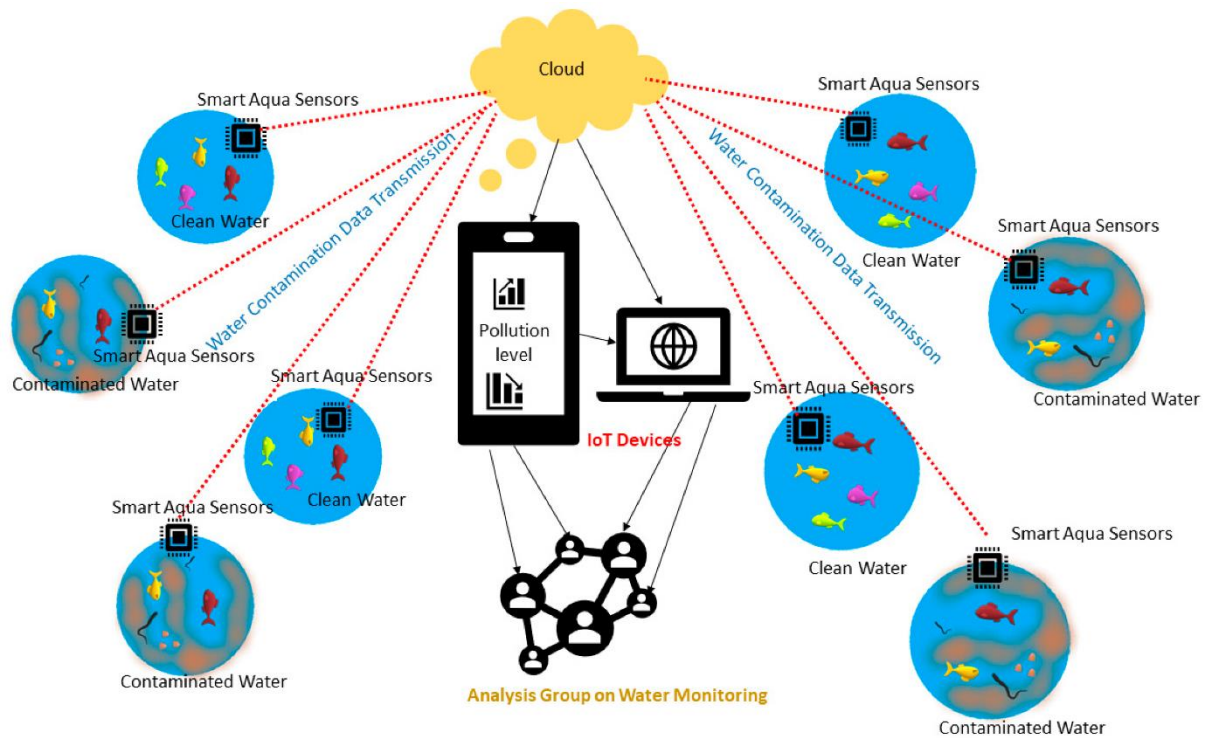 Cloud
Smart Aqua Sensors
Clean Water
Water Contamination Data Transmission
Smart Aqua Sensors
Contaminated Water
Smart Aqua Sensors
Clean Water
Smart Aqua Sensors
Contaminated Water
Pollution
level
IoT Devices
Analysis Group on Water Monitoring
Smart Aqua Sensors
Clean Water
Water Contamination Data Transmission
Smart Aqua Sensors
Contaminated Water
Smart Aqua Sensors
Clean Water
Smart Aqua Sensors
Contaminated Water